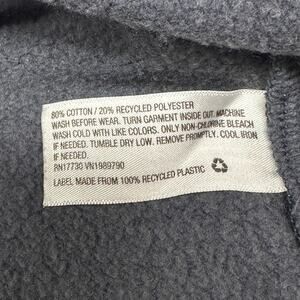 80% COTTON / 20% RECYCLED POLYESTER
WASH BEFORE WEAR. TURN GARMENT INSIDE OUT. MACHINE
WASH COLD WITH LIKE COLORS. ONLY NON-CHLORINE BLEACH
IF NEEDED. TUMBLE DRY LOW. REMOVE PROMPTLY. COOL IRON
IF NEEDED.
RN17730 VN1989790
LABEL MADE FROM 100% RECYCLED PLASTIC